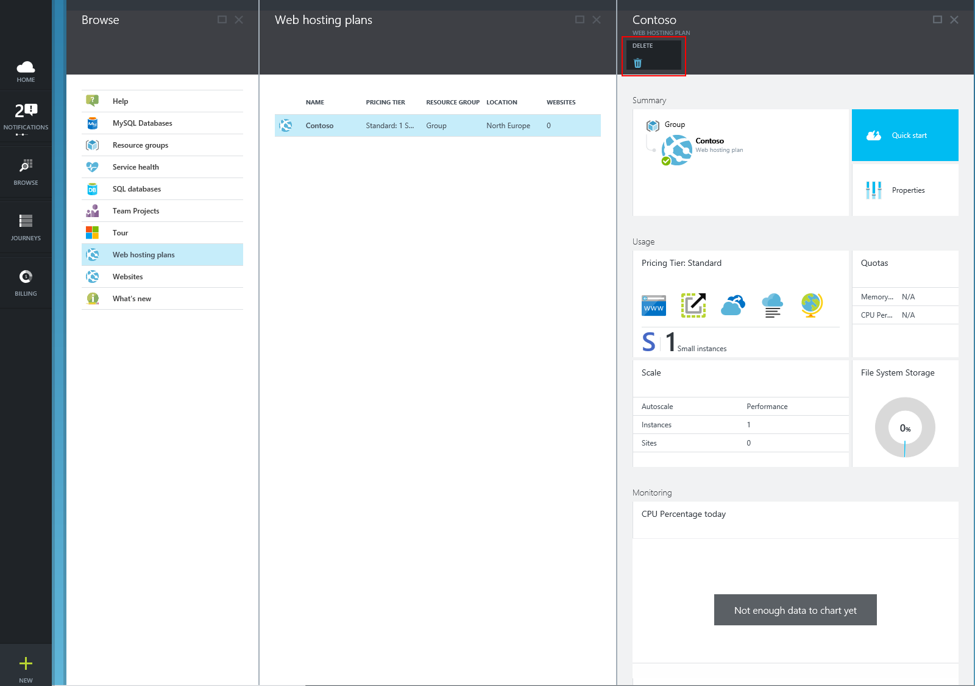 HOME
2
NOTIFICATIONS
BROWSE
JOURNEYS
BILLING
NEW
Browse
Help
MySQL Databases
Resource groups
Service health
SQL databases
Team Projects
Tour
Web hosting plans
Websites
What's new
Web hosting plans
NAME PRICING TIER RESOURCE GROUP LOCATION WEBSITES
Contoso Standard: 1 S... Group North Europe 0
Contoso
WEB HOSTING PLAN
DELETE
Summary
Group
Contoso
Web hosting plan
Quick start
Properties
Usage
Pricing Tier: Standard
WWW
S 1 Small instances
Quotas
Memory... N/A
CPU Per... N/A
Scale
Autoscale Performance
Instances 1
Sites 0
File System Storage
0%
Monitoring
CPU Percentage today
Not enough data to chart yet